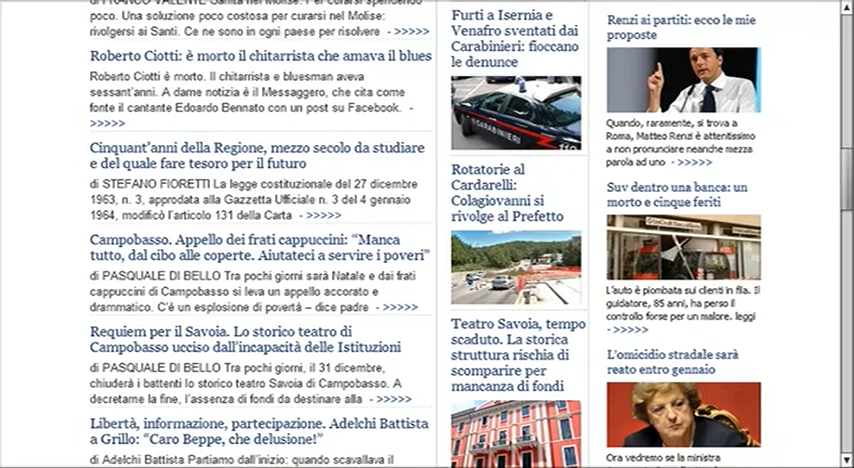 poco. Una soluzione poco costosa per curarsi nel Molise:
rivolgersi ai Santi. Ce ne sono in ogni paese per risolvere - >>>>>
Roberto Ciotti: è morto il chitarrista che amava il blues
Roberto Ciotti é morto. Il chitarrista e bluesman aveva
sessant'anni. A dame notizia è il Messaggero, che cita come
fonte il cantante Edoardo Bennato con un post su Facebook. -
>>>>>
Cinquant'anni della Regione, mezzo secolo da studiare
e del quale fare tesoro per il futuro
di STEFANO FIORETTI La legge costituzionale del 27 dicembre
1963, n. 3, approdata alla Gazzetta Ufficiale n. 3 del 4 gennaio
1964, modificò l'articolo 131 della Carta - >>>>>
Campobasso. Appello dei frati cappuccini: "Manca
tutto, dal cibo alle coperte. Aiutateci a servire i poveri"
di PASQUALE DI BELLO Tra pochi giorni sarà Natale e dai frati
cappuccini di Campobasso si leva un appello accorato e
drammatico. C'é un esplosione di povertá – dice padre - >>>>>
Requiem per il Savoia. Lo storico teatro di
Campobasso ucciso dall'incapacità delle Istituzioni
di PASQUALE DI BELLO Tra pochi giorni, il 31 dicembre,
chiuderà i battenti lo storico teatro Savoia di Campobasso. A
decretarne la fine, l'assenza di fondi da destinare alla - >>>>>
Libertà, informazione, partecipazione. Adelchi Battista
a Grillo: "Caro Beppe, che delusione!"
di Adelchi Battista Partiamo dall'inizio: quando scavallava il
Furti a Isernia e
Venafro sventati dai
Carabinieri: fioccano
le denunce
CARABINIERI
112
Rotatorie al
Cardarelli:
Colagiovanni si
rivolge al Prefetto
Teatro Savoia, tempo
scaduto. La storica
struttura rischia di
scomparire per
mancanza di fondi
Renzi ai partiti: ecco le mie
proposte
Quando, raramente, si trova a
Roma, Matteo Renzi è attentissimo
a non pronunciare neanche mezza
parola ad uno - >>>>>
Suv dentro una banca: un
morto e cinque feriti
L'auto è piombata sui clienti in fila. Il
guidatore, 85 anni, ha perso il
controllo forse per un malore. leggi
- >>>>>
L'omicidio stradale sarà
reato entro gennaio
Ora vedremo se la ministra